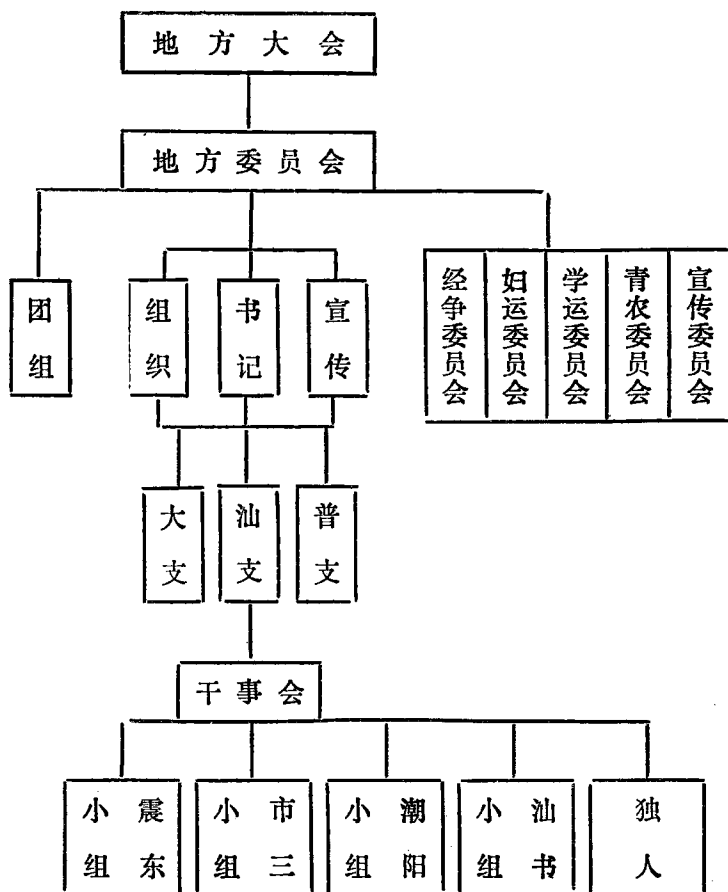 地方大会
地方委员会
团组
组织
书记
宣传
经争委员会
妇运委员会
学运委员会
青农委员会
宣传委员会
大支
汕支
普支
干事会
震东
小组
市三
小组
潮阳
小组
汕书
小组
独人